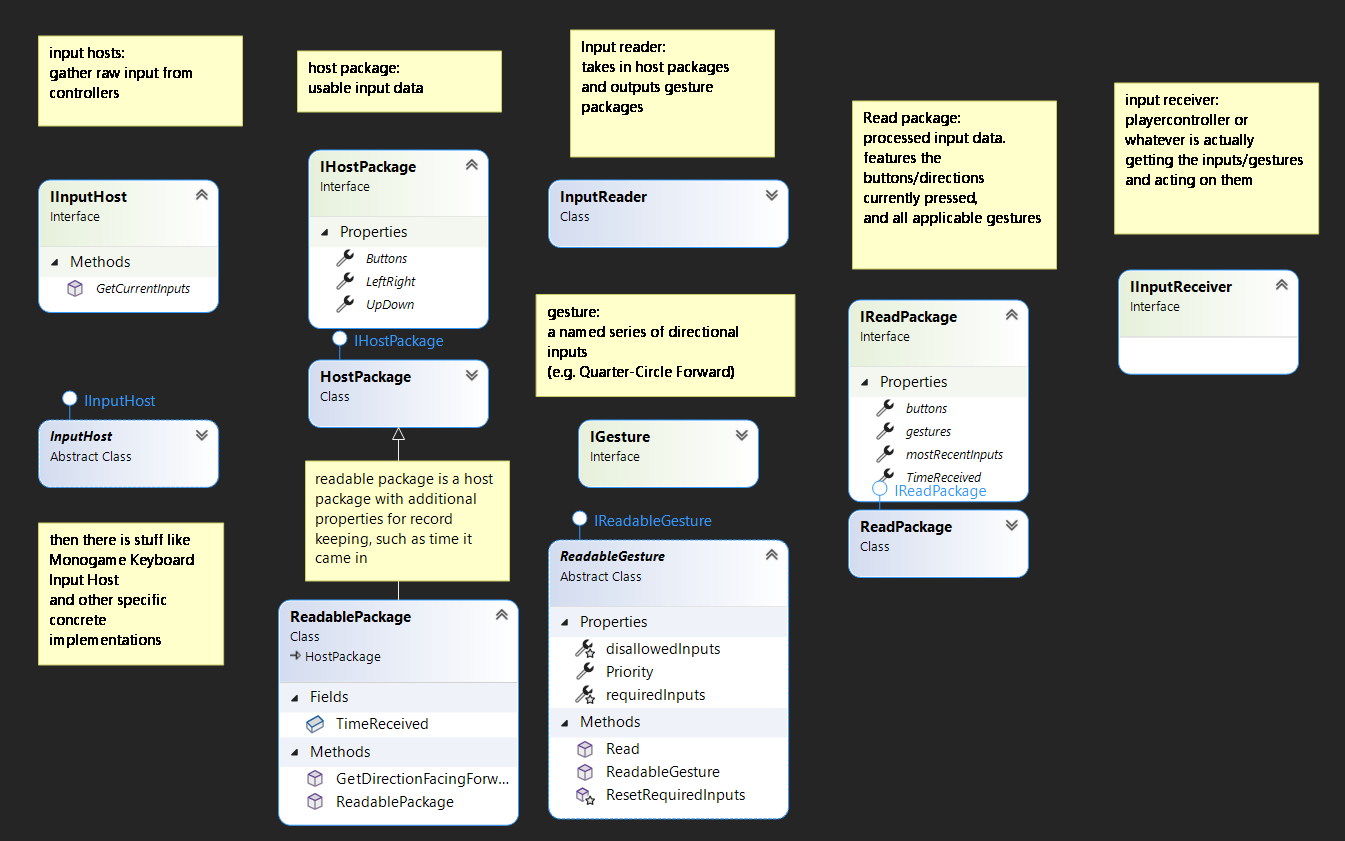 input hosts:
gather raw input from
controllers
IInputHost
Interface
Methods
GetCurrentInputs
IInputHost
InputHost
Abstract Class
then there is stuff like
Monogame Keyboard
Input Host
and other specific
concrete
implementations
host package:
usable input data
IHostPackage
Interface
Properties
Buttons
LeftRight
UpDown
IHostPackage
HostPackage
Class
readable package is a host
package with additional
properties for record
keeping, such as time it
came in
ReadablePackage
Class
HostPackage
Fields
TimeReceived
Methods
GetDirectionFacingForw...
ReadablePackage
Input reader:
takes in host packages
and outputs gesture
packages
InputReader
Class
gesture:
a named series of directional
inputs
(e.g. Quarter-Circle Forward)
IGesture
Interface
IReadableGesture
ReadableGesture
Abstract Class
Properties
disallowedInputs
Priority
requiredInputs
Methods
Read
ReadableGesture
ResetRequiredInputs
Read package:
processed input data.
features the
buttons/directions
currently pressed,
and all applicable gestures
IReadPackage
Interface
Properties
buttons
gestures
mostRecentInputs
TimeReceived
IReadPackage
ReadPackage
Class
input receiver:
playercontroller or
whatever is actually
getting the inputs/gestures
and acting on them
IInputReceiver
Interface